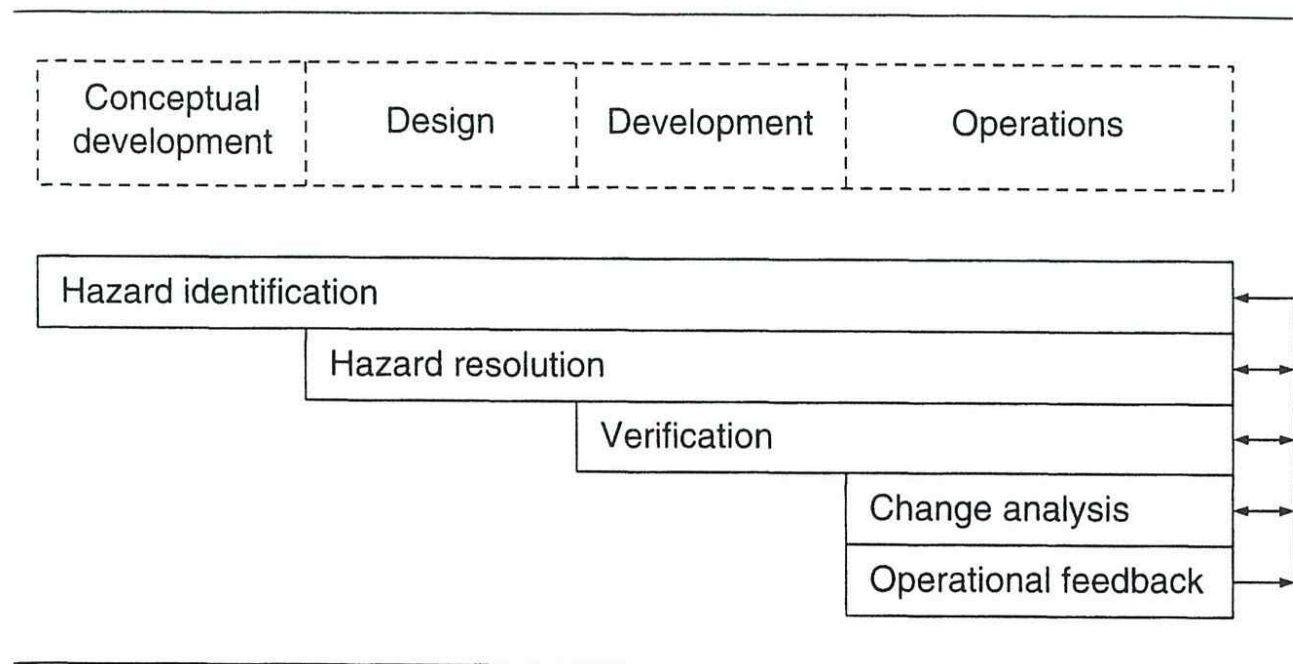 Conceptual
development
Design
Development
Operations
Hazard identification
Hazard resolution
Verification
Change analysis
Operational feedback